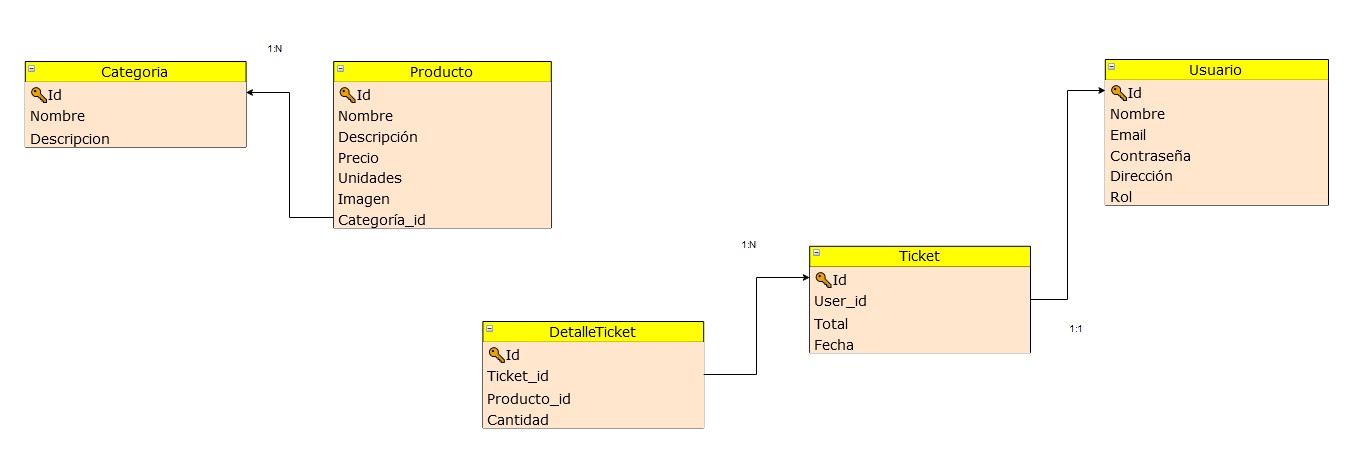 1:N
Categoria
Id
Nombre
Descripcion
Producto
Id
Nombre
Descripción
Precio
Unidades
Imagen
Categoría_id
Usuario
Id
Nombre
Email
Contraseña
Dirección
Rol
1:N
Ticket
Id
User_id
Total
Fecha
1:1
DetalleTicket
Id
Ticket_id
Producto_id
Cantidad